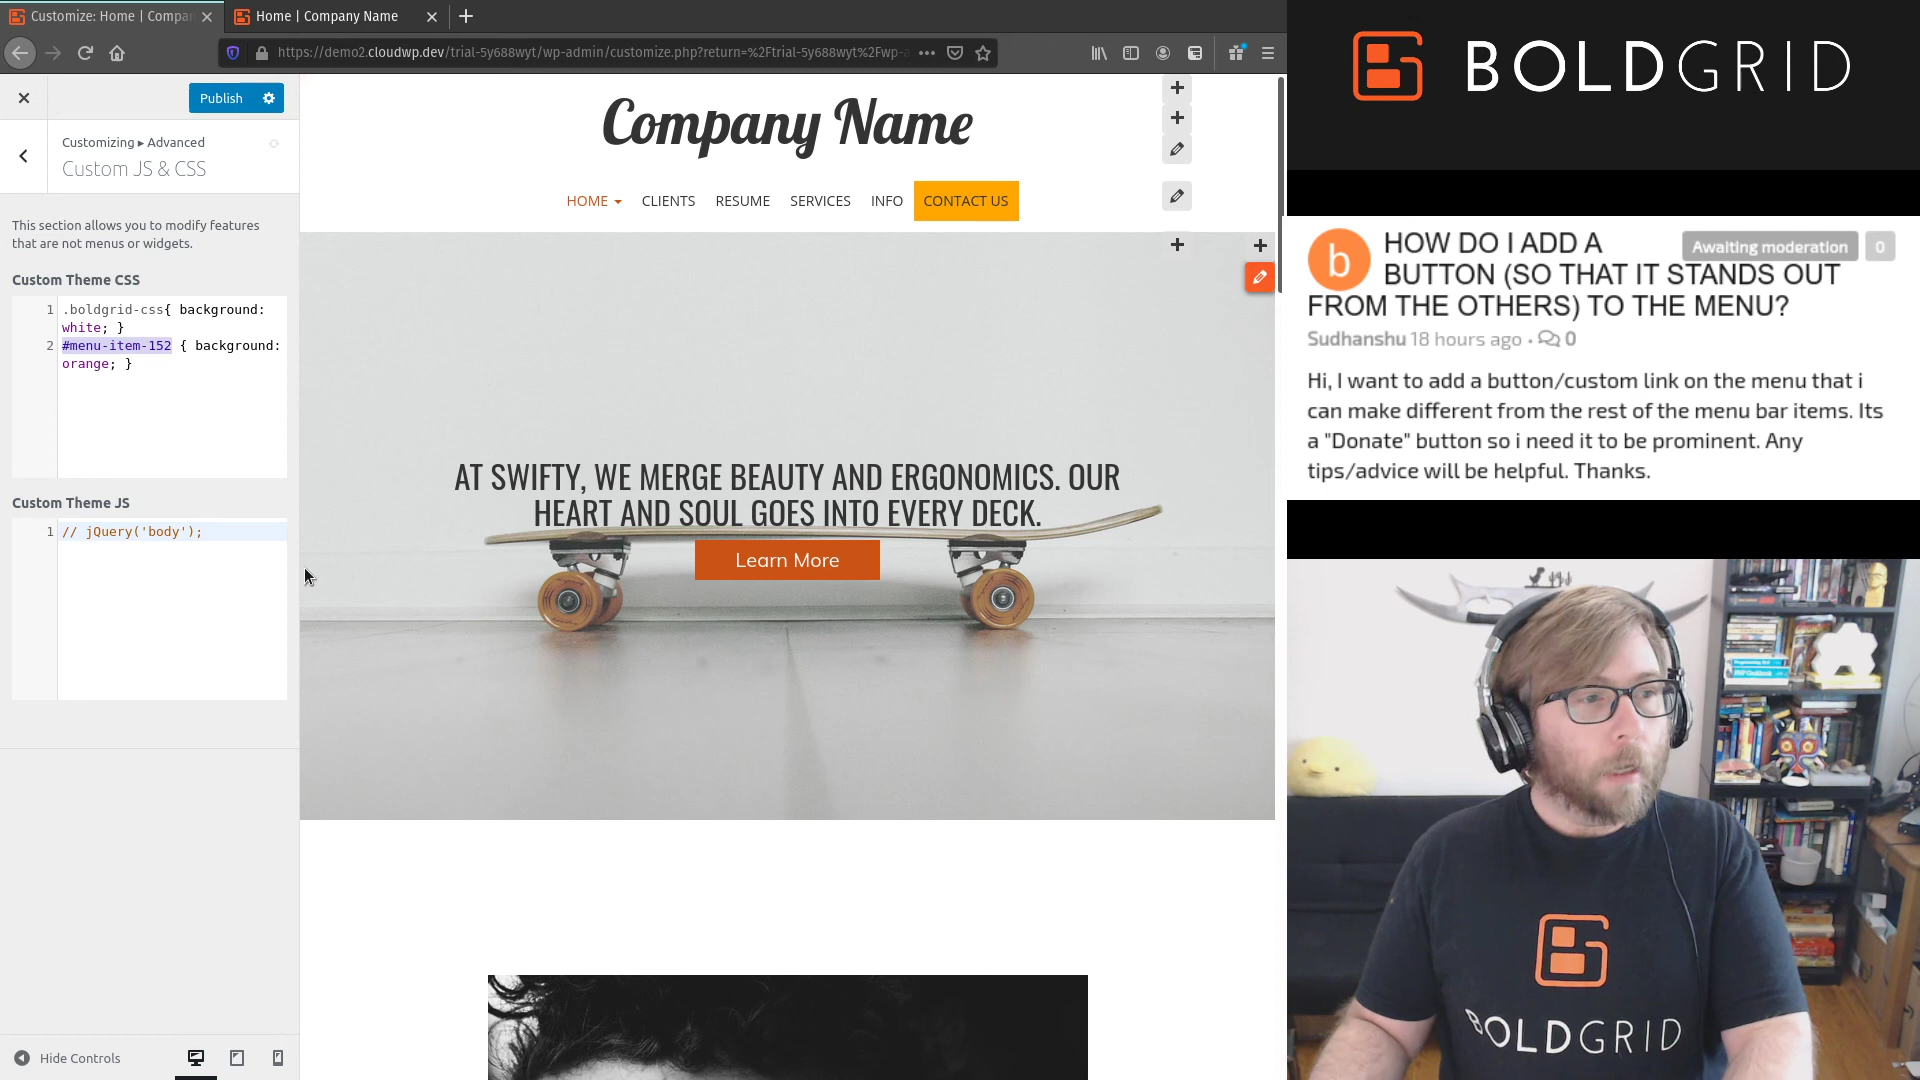 Customize: Home | Compan
Home | Company Name
https://demo2.cloudwp.dev/trial-5y688wyt/wp-admin/customize.php?return=%2Ftrial-5y688wyt%2Fwp-a
Publish
Customizing ▸ Advanced
Custom JS & CSS
This section allows you to modify features
that are not menus or widgets.
Custom Theme CSS
1 .boldgrid-css{ background:
white; }
2 #menu-item-152 { background:
orange; }
Custom Theme JS
1 // jQuery('body');
Hide Controls
Company Name
HOME
CLIENTS
RESUME
SERVICES
INFO
CONTACT US
AT SWIFTY, WE MERGE BEAUTY AND ERGONOMICS. OUR
HEART AND SOUL GOES INTO EVERY DECK.
Learn More
BOLDGRID
b
HOW DO I ADD A
Awaiting moderation
0
BUTTON (SO THAT IT STANDS OUT
FROM THE OTHERS) TO THE MENU?
Sudhanshu 18 hours ago • 0
Hi, I want to add a button/custom link on the menu that i
can make different from the rest of the menu bar items. Its
a "Donate" button so i need it to be prominent. Any
tips/advice will be helpful. Thanks.
BOLDGRID